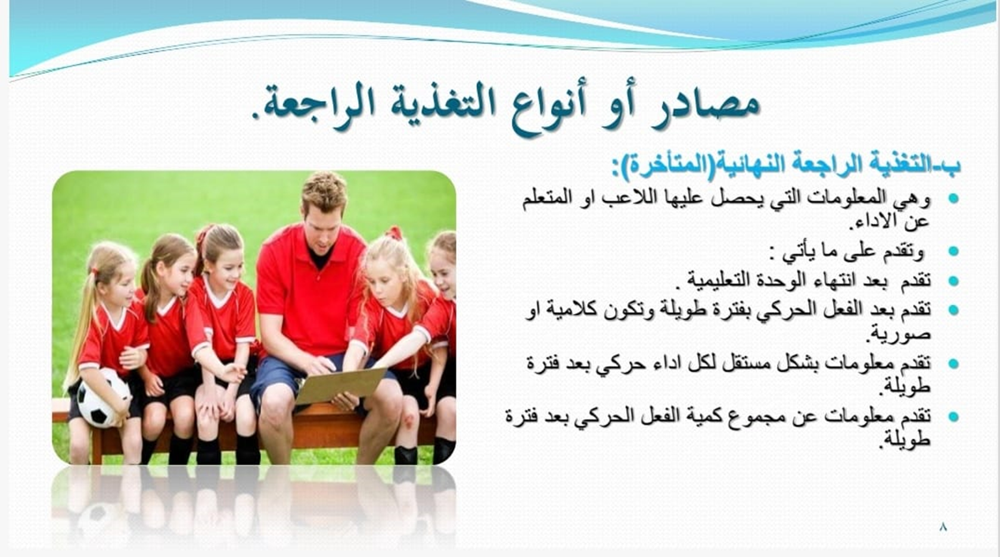 مصادر أو أنواع التغذية الراجعة.
ب-التغذية الراجعة النهائية(المتأخرة):
وهي المعلومات التي يحصل عليها اللاعب او المتعلم
عن الاداء.
وتقدم على ما يأتي :
تقدم بعد انتهاء الوحدة التعليمية .
تقدم بعد الفعل الحركي بفترة طويلة وتكون كلامية او
صورية.
تقدم معلومات بشكل مستقل لكل اداء حركي بعد فترة
طويلة.
تقدم معلومات عن مجموع كمية الفعل الحركي بعد فترة
طويلة.
٨